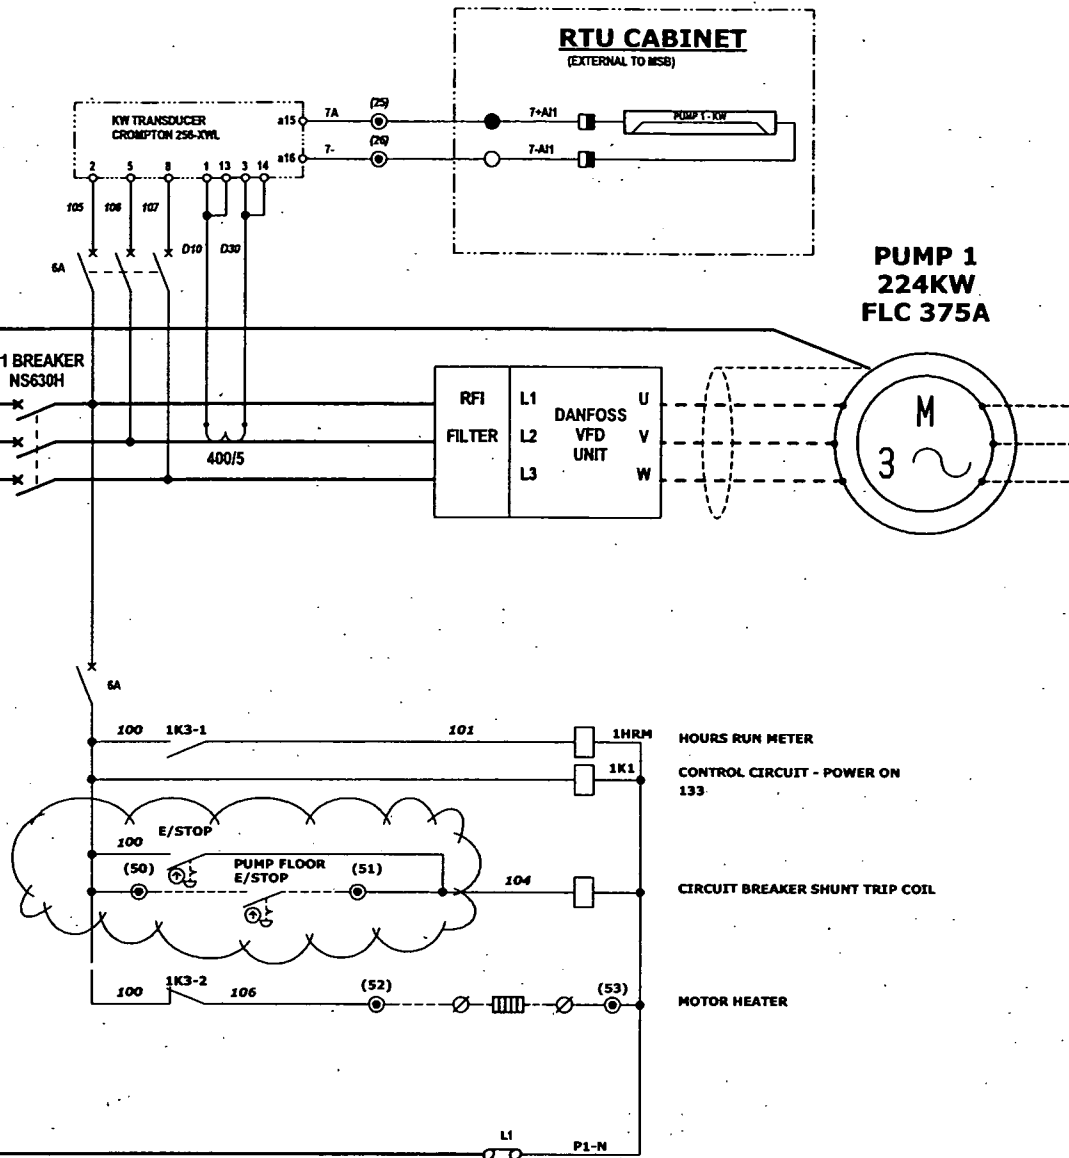 RTU CABINET
(EXTERNAL TO MSB)
KW TRANSDUCER
CROMPTON 256-XWL
a15
7A
(25)
7+AI1
PUMP 1 - KW
a16
7-
(26)
7-AI1
2 5 8 1 13 3 14
105 106 107
D10 D30
6A
PUMP 1
224KW
FLC 375A
1 BREAKER
NS630H
RFI
FILTER
L1
L2
L3
DANFOSS
VFD
UNIT
U
V
W
M
3
400/5
6A
100 1K3-1 101 1HRM HOURS RUN METER
1K1 CONTROL CIRCUIT - POWER ON
133
E/STOP
100
(50) PUMP FLOOR (51)
E/STOP
104 CIRCUIT BREAKER SHUNT TRIP COIL
100 1K3-2 106 (52) (53) MOTOR HEATER
L1 P1-N